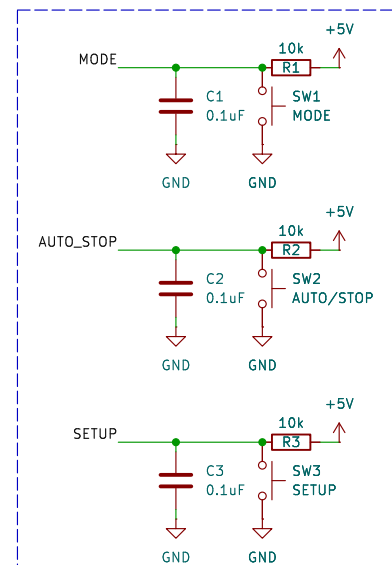 +5V
10k
MODE
R1
C1
0.1uF
SW1
MODE
GND
GND
+5V
10k
AUTO_STOP
R2
C2
0.1uF
SW2
AUTO/STOP
GND
GND
+5V
10k
SETUP
R3
C3
0.1uF
SW3
SETUP
GND
GND